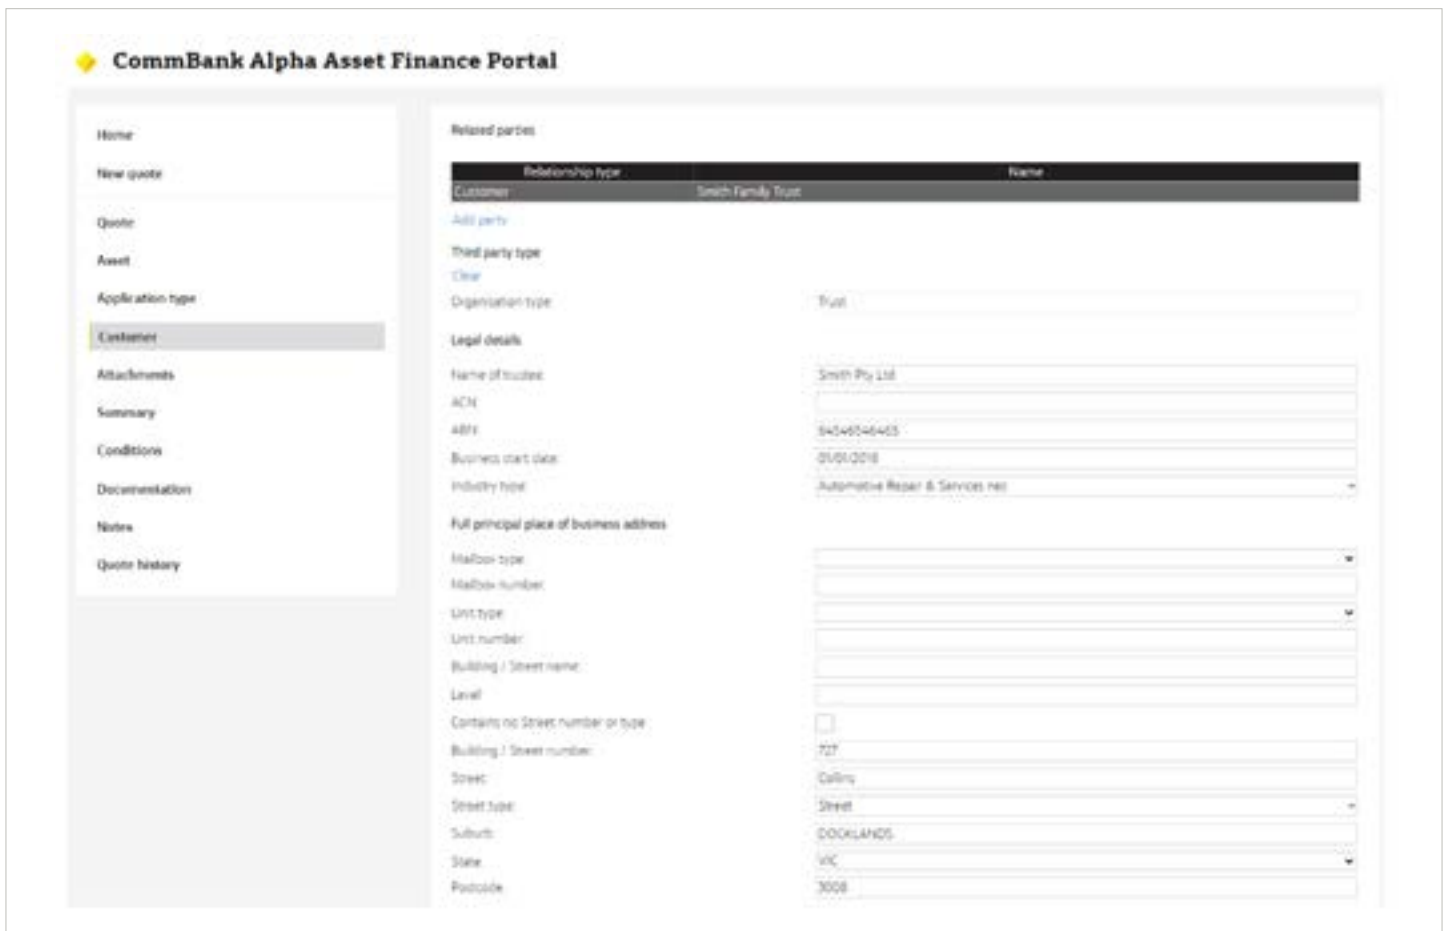 CommBank Alpha Asset Finance Portal
Home
New quote
Quote
Asset
Application type
Customer
Attachments
Summary
Conditions
Documentation
Notes
Quote history
Related parties
Relationship type Name
Customer Smith Family Trust
Add party
Third party type
Clear
Organisation type Trust
Legal details
Name of trustee Smith Pty Ltd
ACN
ABN
Business start date 01/01/2018
Industry type Automotive Repair & Services nec
Full principal place of business address
Mailbox type
Mailbox number
Unit type
Unit number
Building / Street name
Level
Contains no Street number or type
Building / Street number 727
Street Collins
Street type Street
Suburb DOCKLANDS
State VIC
Postcode 3008